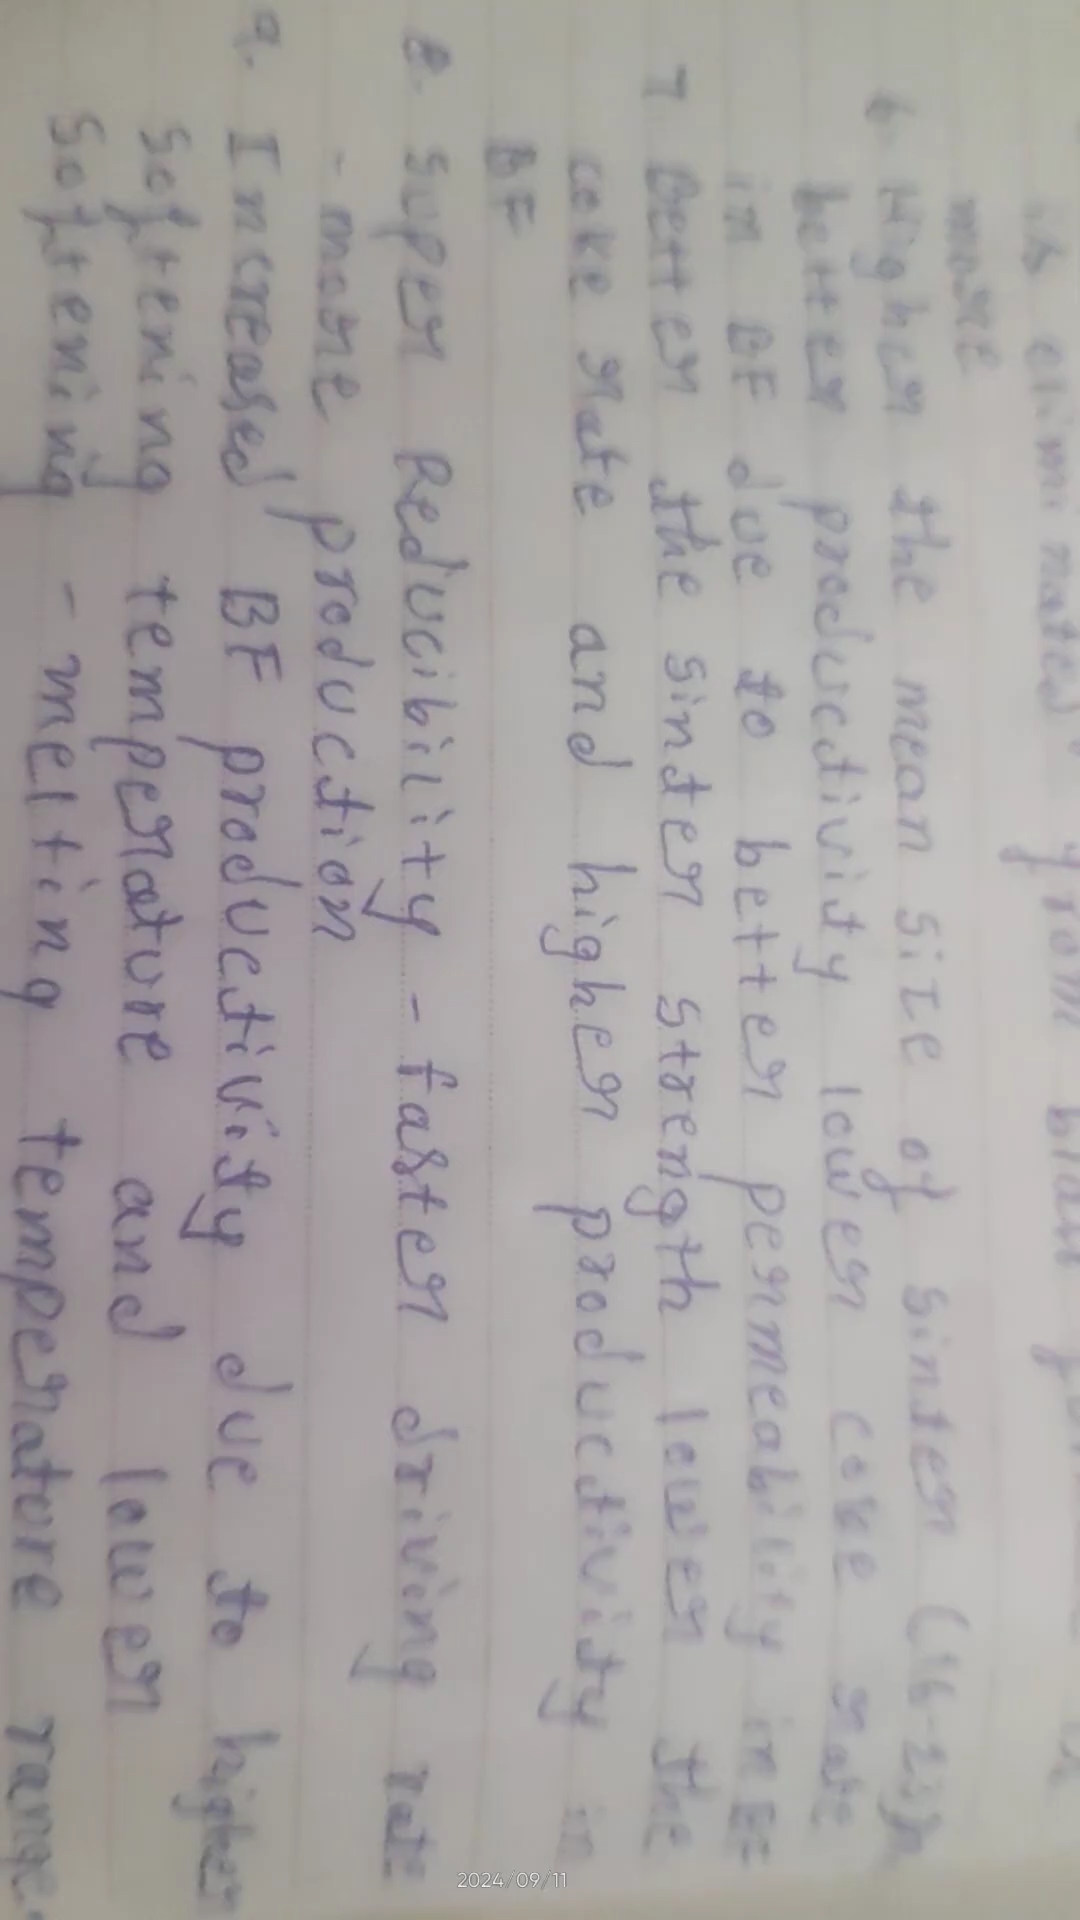 is eliminated from blast
more
6. Higher the mean size of sinter (16-23)
better productivity lower coke rate
in BF due to better permeability in BF
7 Better the sinter strength lower the
coke rate and higher productivity in
BF
8. Super Reducibility - faster driving rate
- more production
9. Increased BF productivity due to higher
softening temperature and lower
softening - melting temperature range.
2024/09/11